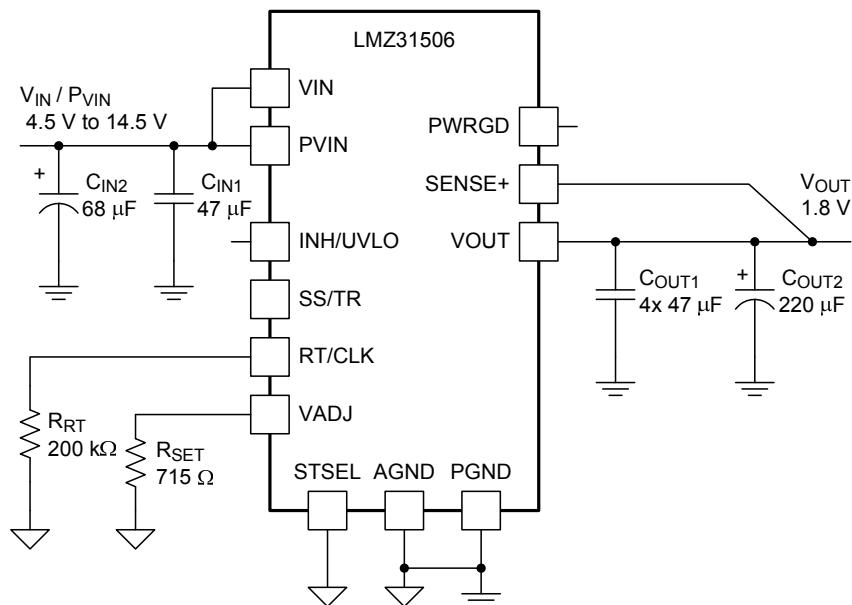 LMZ31506
VIN
VIN / PVIN
4.5 V to 14.5 V
PWRGD
PVIN
+
CIN2
68 µF
CIN1
47 µF
SENSE+
VOUT
1.8 V
INH/UVLO
VOUT
SS/TR
COUT1
4x 47 µF
+
COUT2
220 µF
RT/CLK
VADJ
RRT
200 kΩ
RSET
715 Ω
STSEL AGND PGND